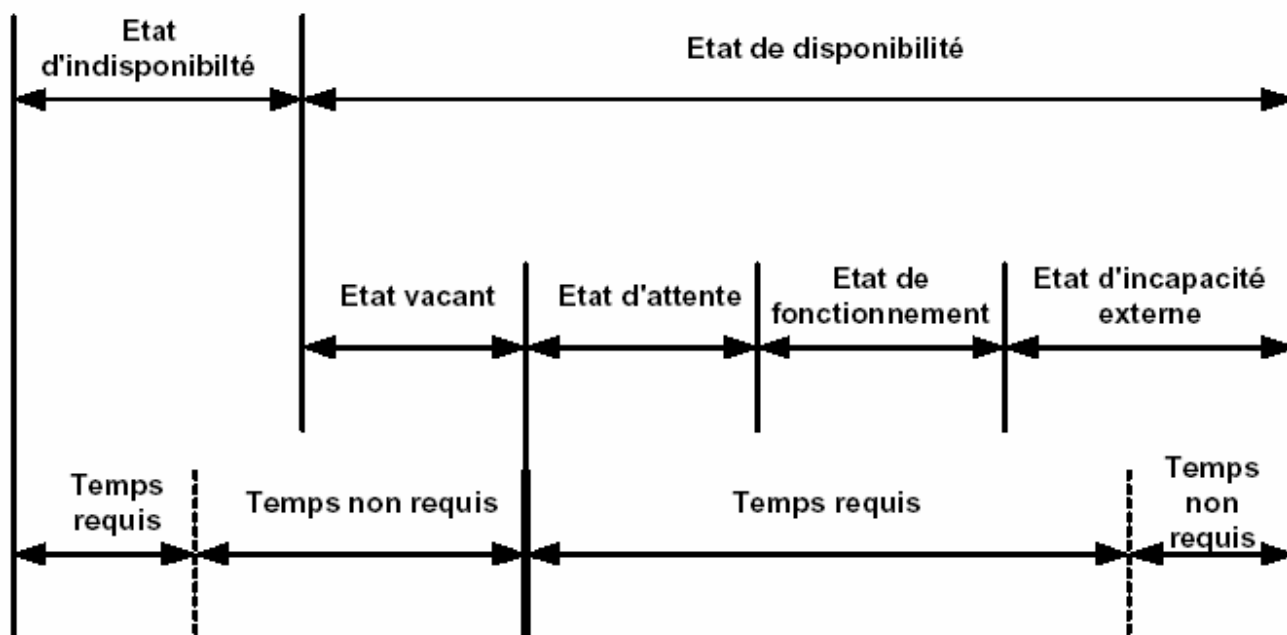 Etat
d'indisponibilté
Etat de disponibilité
Etat vacant
Etat d'attente
Etat de
fonctionnement
Etat d'incapacité
externe
Temps
requis
Temps non requis
Temps requis
Temps
non
requis